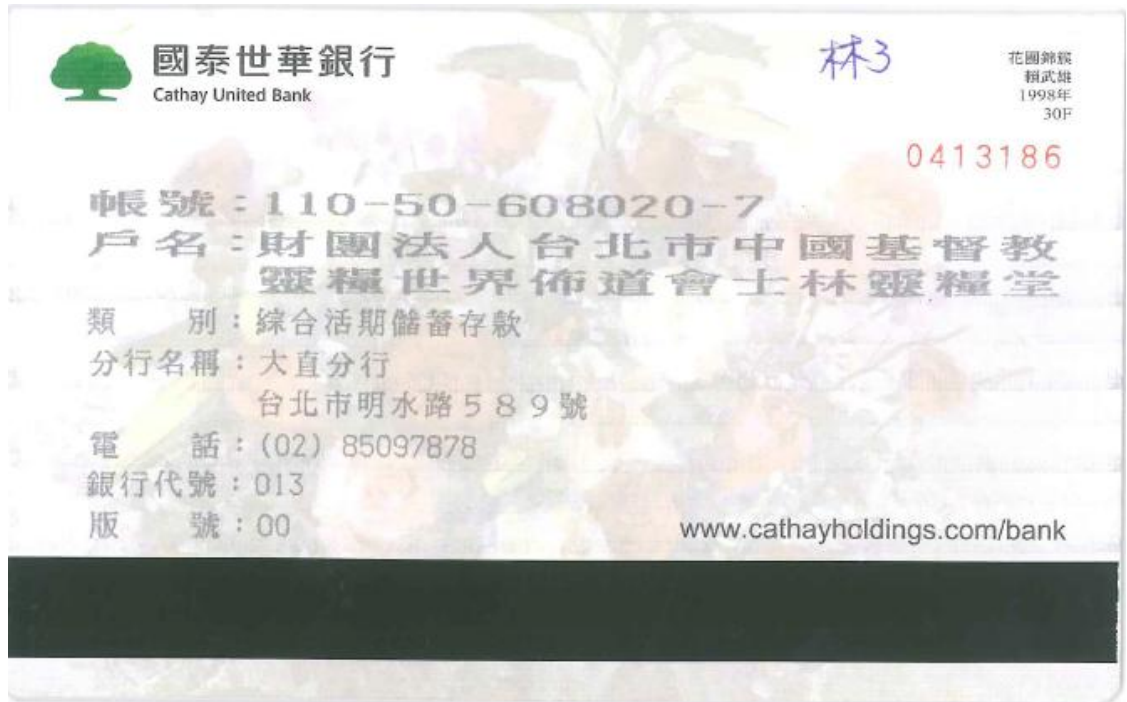 國泰世華銀行
Cathay United Bank
林3
花團錦簇
賴武雄
1998年
30F
0413186
帳號:110-50-608020-7
戶名:財團法人台北市中國基督教
靈糧世界佈道會士林靈糧堂
類 別:綜合活期儲蓄存款
分行名稱:大直分行
台北市明水路589號
電 話:(02) 85097878
銀行代號:013
版 號:00
www.cathayholdings.com/bank